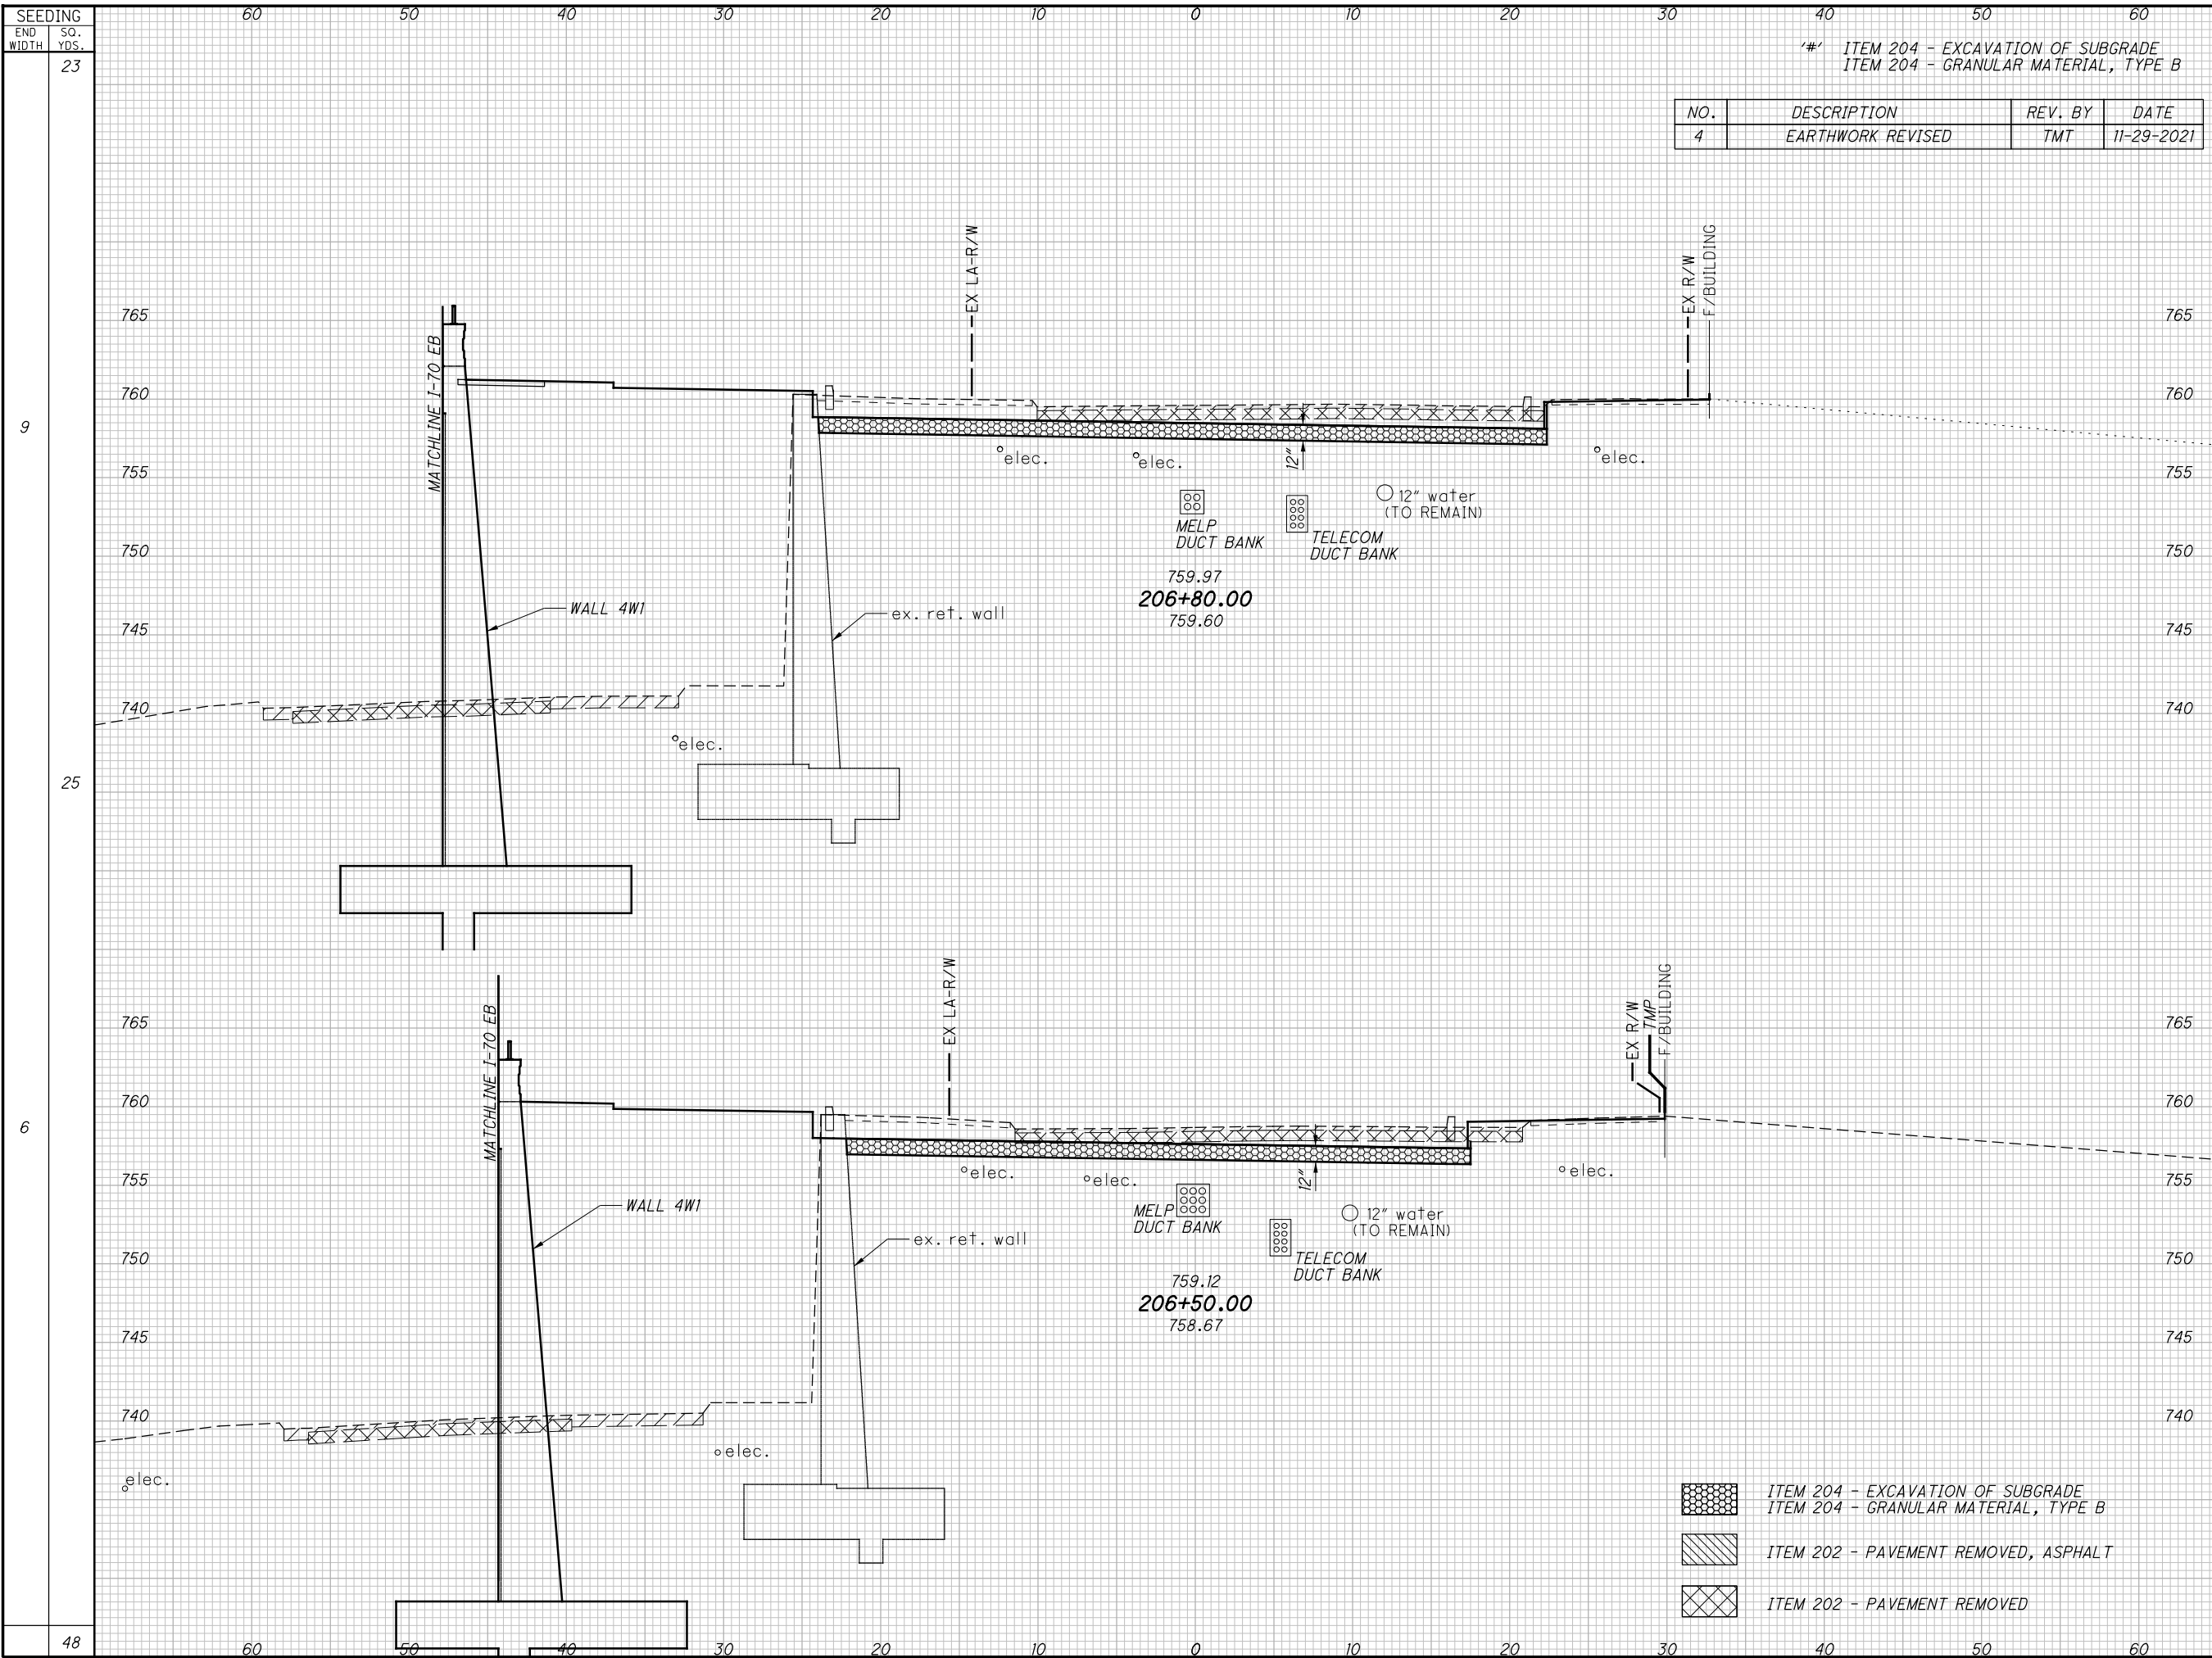 SEEDING
END WIDTH
SQ. YDS.
60 50 40 30 20 10 0 10 20 30 40 50 60
23
'#' ITEM 204 - EXCAVATION OF SUBGRADE
ITEM 204 - GRANULAR MATERIAL, TYPE B
NO. DESCRIPTION REV. BY DATE
4 EARTHWORK REVISED TMT 11-29-2021
EX LA-R/W
EX R/W
F/BUILDING
765 765
MATCHLINE I-70 EB
760 760
9
755 755
elec.
elec.
12"
elec.
12" water
(TO REMAIN)
MELP
DUCT BANK
TELECOM
DUCT BANK
750 750
759.97
206+80.00
759.60
WALL 4W1
ex. ret. wall
745 745
740 740
elec.
25
EX LA-R/W
EX R/W
TMP
F/BUILDING
765 765
MATCHLINE I-70 EB
760 760
6
755 755
elec.
elec.
12"
elec.
WALL 4W1
MELP
DUCT BANK
12" water
(TO REMAIN)
ex. ret. wall
TELECOM
DUCT BANK
750 750
759.12
206+50.00
758.67
745 745
740 740
elec.
elec.
ITEM 204 - EXCAVATION OF SUBGRADE
ITEM 204 - GRANULAR MATERIAL, TYPE B
ITEM 202 - PAVEMENT REMOVED, ASPHALT
ITEM 202 - PAVEMENT REMOVED
48
60 50 40 30 20 10 0 10 20 30 40 50 60